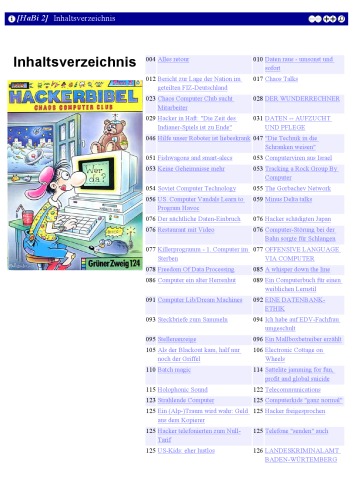 [HaBi 2] Inhaltsverzeichnis
Inhaltsverzeichnis
DIE
HACKERBIBEL
CHAOS COMPUTER CLUB
Wer da?
GrünerZweig 124
004 Alles retour
010 Daten raus - umsonst und sofort
012 Bericht zur Lage der Nation im
geteilten FIZ-Deutschland
017 Chaos Talks
023 Chaos Computer Club sucht
Mitarbeiter
028 DER WUNDERRECHNER
029 Hacker in Haft: "Die Zeit des
Indianer-Spiels ist zu Ende"
031 DATEN -- AUFZUCHT
UND PFLEGE
046 Hilfe unser Roboter ist liebeskrank
047 "Die Technik in die
Schranken weisen"
051 Fedwagons and smart-alecs
053 Computerviren aus Israel
053 Keine Geheimnisse mehr
053 Tracking a Rock Group By
Computer
054 Soviet Computer Technology
055 The Gorbachev Network
056 US. Computer Vandals Learn to
Program Havoc
059 Minus Delta talks
076 Der nächtliche Daten-Einbruch
076 Hacker schädigten Japan
076 Restaurant mit Video
076 Computer-Störung bei der
Bahn sorgte für Schlangen
077 Killerprogramm - 1. Computer im
Sterben
077 OFFENSIVE LANGUAGE
VIA COMPUTER
078 Freedom Of Data Processing
085 A whisper down the line
086 Computer ein alter Herrenhut
089 Ein Computerbuch für einen
weiblichen Lernstil
091 Computer Lib/Dream Machines
092 EINE DATENBANK-
ETHIK
093 Steckbriefe zum Sammeln
094 Ich habe auf EDV-Fachfrau
umgeschult
095 Stellenanzeige
096 Ein Mailboxbetreiber erzählt
105 Als der Blackout kam, half nur
noch der Griffel
106 Electronic Cottage on
Wheels
110 Batch magic
114 Satellite jamming for fun,
profit and global suicide
115 Holophonic Sound
122 Telecommunications
123 Strahlende Computer
125 Computerkids "ganz normal"
125 Ein (Alp-)Traum wird wahr: Geld
aus dem Kopierer
125 Hacker freigesprochen
125 Hacker telefonierten zum Null-
Tarif
125 Telefone "senden" auch
125 US-Kids: eher lustlos
126 LANDESKRIMINALAMT
BADEN-WÜRTEMBERG